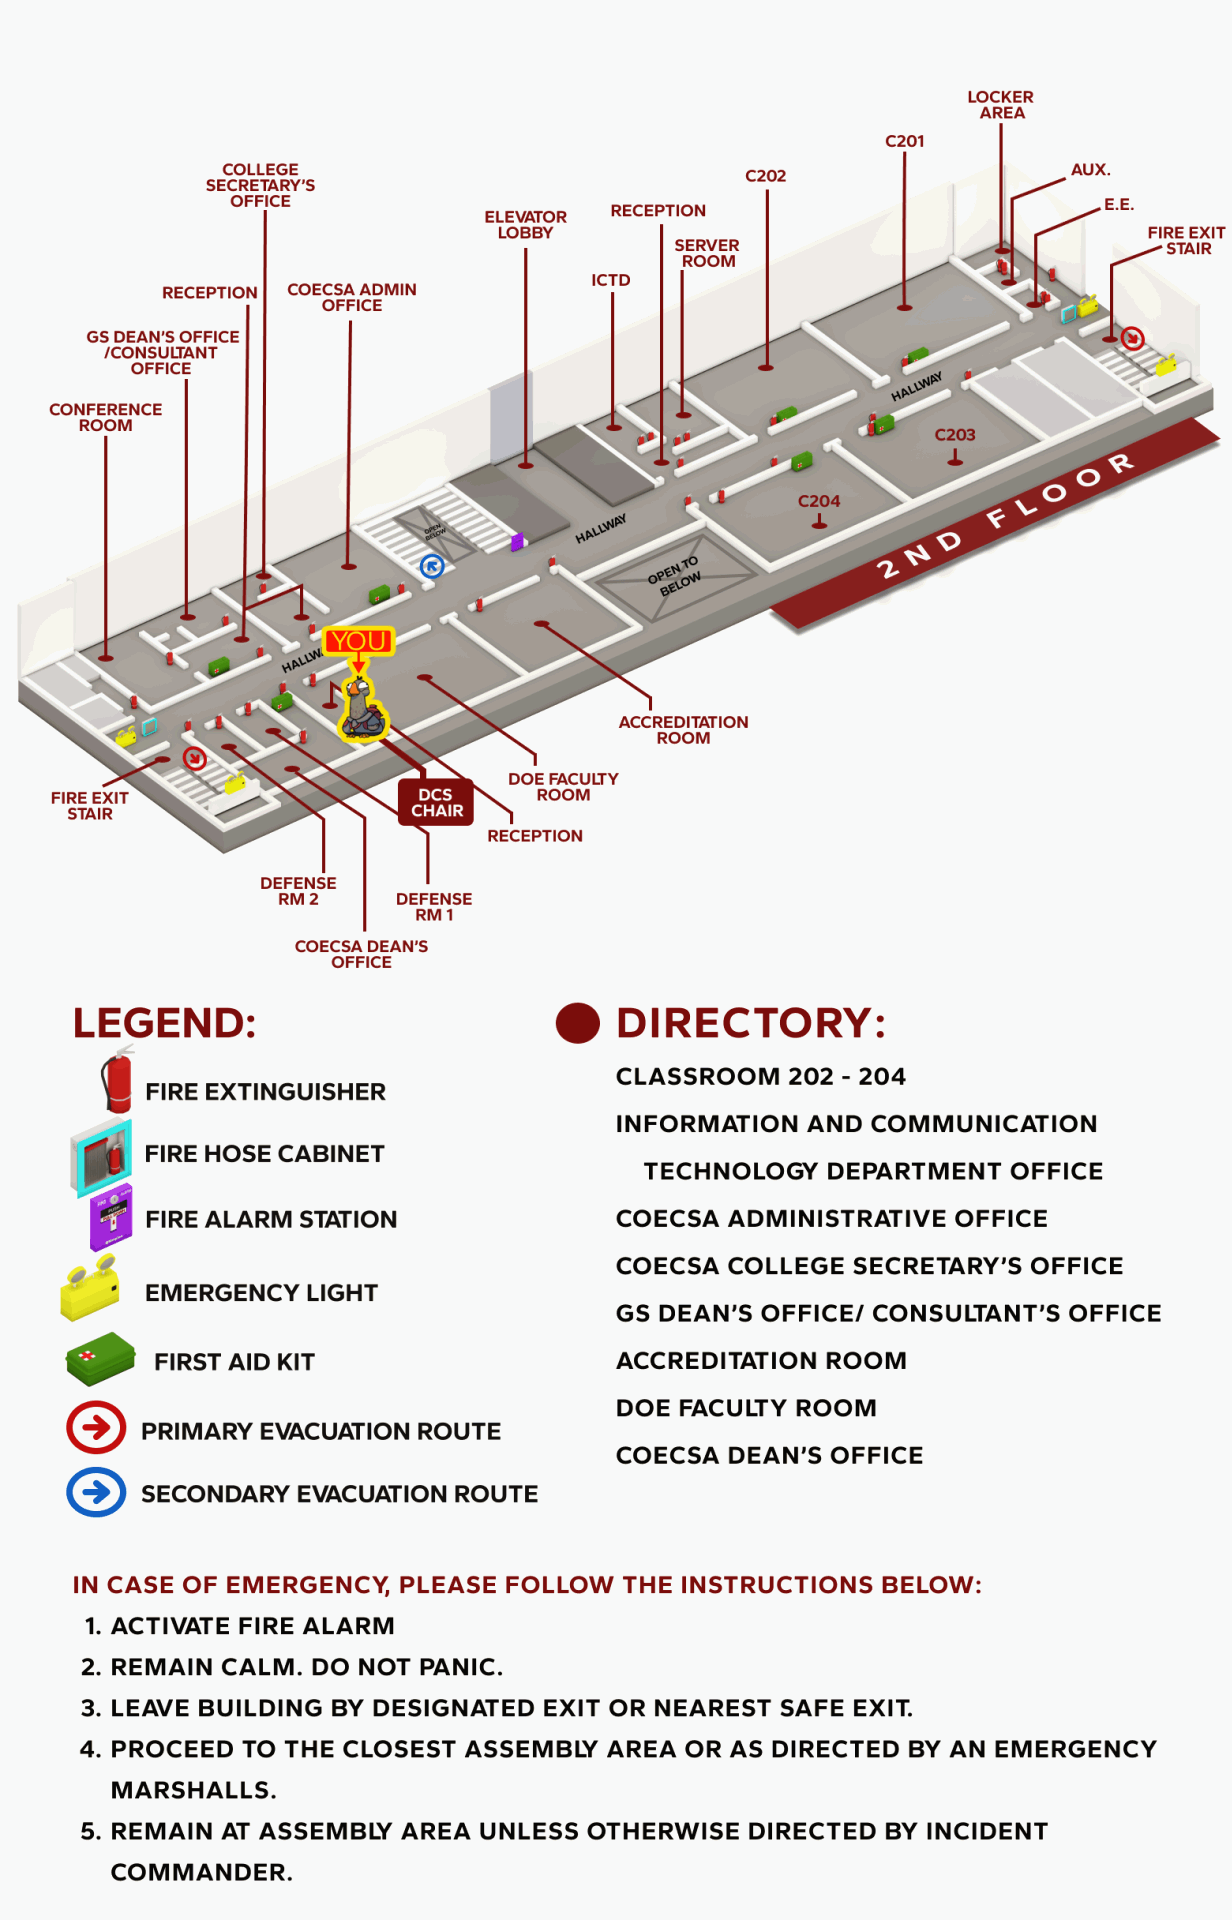 LOCKER
AREA
C201
AUX.
C202
COLLEGE
SECRETARY'S
OFFICE
E.E.
RECEPTION
ELEVATOR
LOBBY
FIRE EXIT
STAIR
SERVER
ROOM
ICTD
RECEPTION
COECSA ADMIN
OFFICE
GS DEAN'S OFFICE
/CONSULTANT
OFFICE
CONFERENCE
ROOM
HALLWAY
C203
C204
2ND FLOOR
HALLWAY
OPEN
BELOW
OPEN TO
BELOW
HALLWAY
YOU
ACCREDITATION
ROOM
DOE FACULTY
ROOM
DCS
CHAIR
FIRE EXIT
STAIR
RECEPTION
DEFENSE
RM 2
DEFENSE
RM 1
COECSA DEAN'S
OFFICE
LEGEND:
FIRE EXTINGUISHER
FIRE HOSE CABINET
FIRE ALARM STATION
EMERGENCY LIGHT
FIRST AID KIT
PRIMARY EVACUATION ROUTE
SECONDARY EVACUATION ROUTE
DIRECTORY:
CLASSROOM 202 - 204
INFORMATION AND COMMUNICATION
TECHNOLOGY DEPARTMENT OFFICE
COECSA ADMINISTRATIVE OFFICE
COECSA COLLEGE SECRETARY'S OFFICE
GS DEAN'S OFFICE/ CONSULTANT'S OFFICE
ACCREDITATION ROOM
DOE FACULTY ROOM
COECSA DEAN'S OFFICE
IN CASE OF EMERGENCY, PLEASE FOLLOW THE INSTRUCTIONS BELOW:
1. ACTIVATE FIRE ALARM
2. REMAIN CALM. DO NOT PANIC.
3. LEAVE BUILDING BY DESIGNATED EXIT OR NEAREST SAFE EXIT.
4. PROCEED TO THE CLOSEST ASSEMBLY AREA OR AS DIRECTED BY AN EMERGENCY
MARSHALLS.
5. REMAIN AT ASSEMBLY AREA UNLESS OTHERWISE DIRECTED BY INCIDENT
COMMANDER.